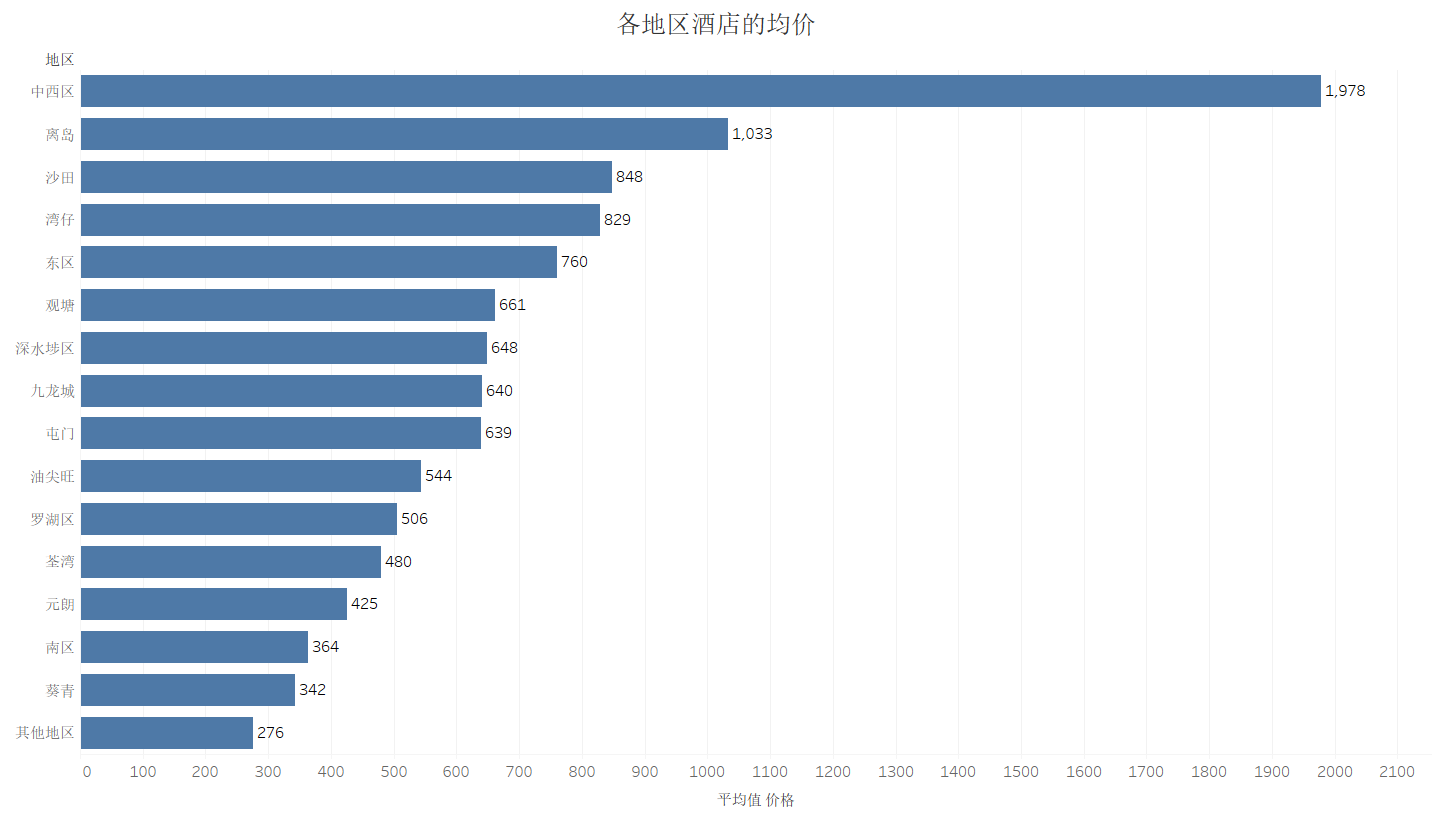 各地区酒店的均价
地区
中西区 1,978
离岛 1,033
沙田 848
湾仔 829
东区 760
观塘 661
深水埗区 648
九龙城 640
屯门 639
油尖旺 544
罗湖区 506
荃湾 480
元朗 425
南区 364
葵青 342
其他地区 276
0 100 200 300 400 500 600 700 800 900 1000 1100 1200 1300 1400 1500 1600 1700 1800 1900 2000 2100
平均值 价格